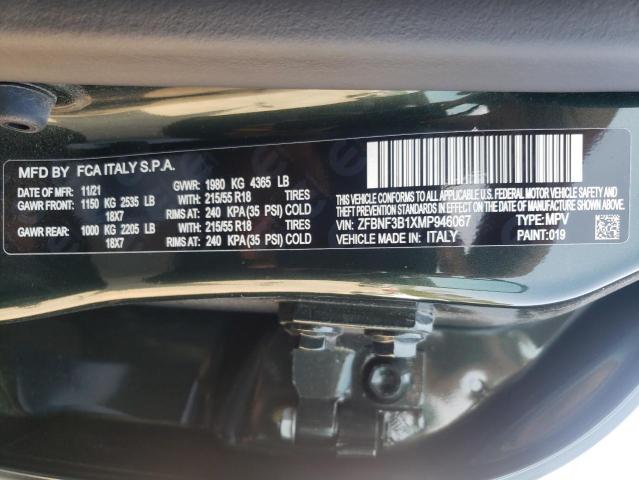 MFD BY FCA ITALY S.P.A.
DATE OF MFR: 11/21 GVWR: 1980 KG 4365 LB
GAWR FRONT: 1150 KG 2535 LB WITH: 215/55 R18 TIRES
18X7 RIMS AT: 240 KPA(35 PSI) COLD
GAWR REAR: 1000 KG 2205 LB WITH: 215/55 R18 TIRES
18X7 RIMS AT: 240 KPA(35 PSI) COLD
THIS VEHICLE CONFORMS TO ALL APPLICABLE U.S. FEDERAL MOTOR VEHICLE SAFETY
STANDARDS IN EFFECT ON THE DATE OF MANUFACTURE SHOWN ABOVE.
VIN: ZFBNF3B1XMP946067 TYPE: MPV
VEHICLE MADE IN: ITALY PAINT: 019